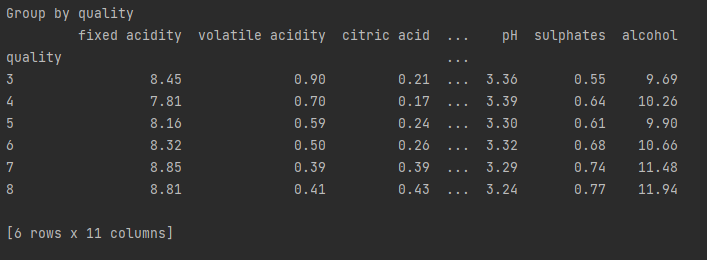 Group by quality
fixed acidity volatile acidity citric acid ... pH sulphates alcohol
quality ...
3 8.45 0.90 0.21 ... 3.36 0.55 9.69
4 7.81 0.70 0.17 ... 3.39 0.64 10.26
5 8.16 0.59 0.24 ... 3.30 0.61 9.90
6 8.32 0.50 0.26 ... 3.32 0.68 10.66
7 8.85 0.39 0.39 ... 3.29 0.74 11.48
8 8.81 0.41 0.43 ... 3.24 0.77 11.94
[6 rows x 11 columns]